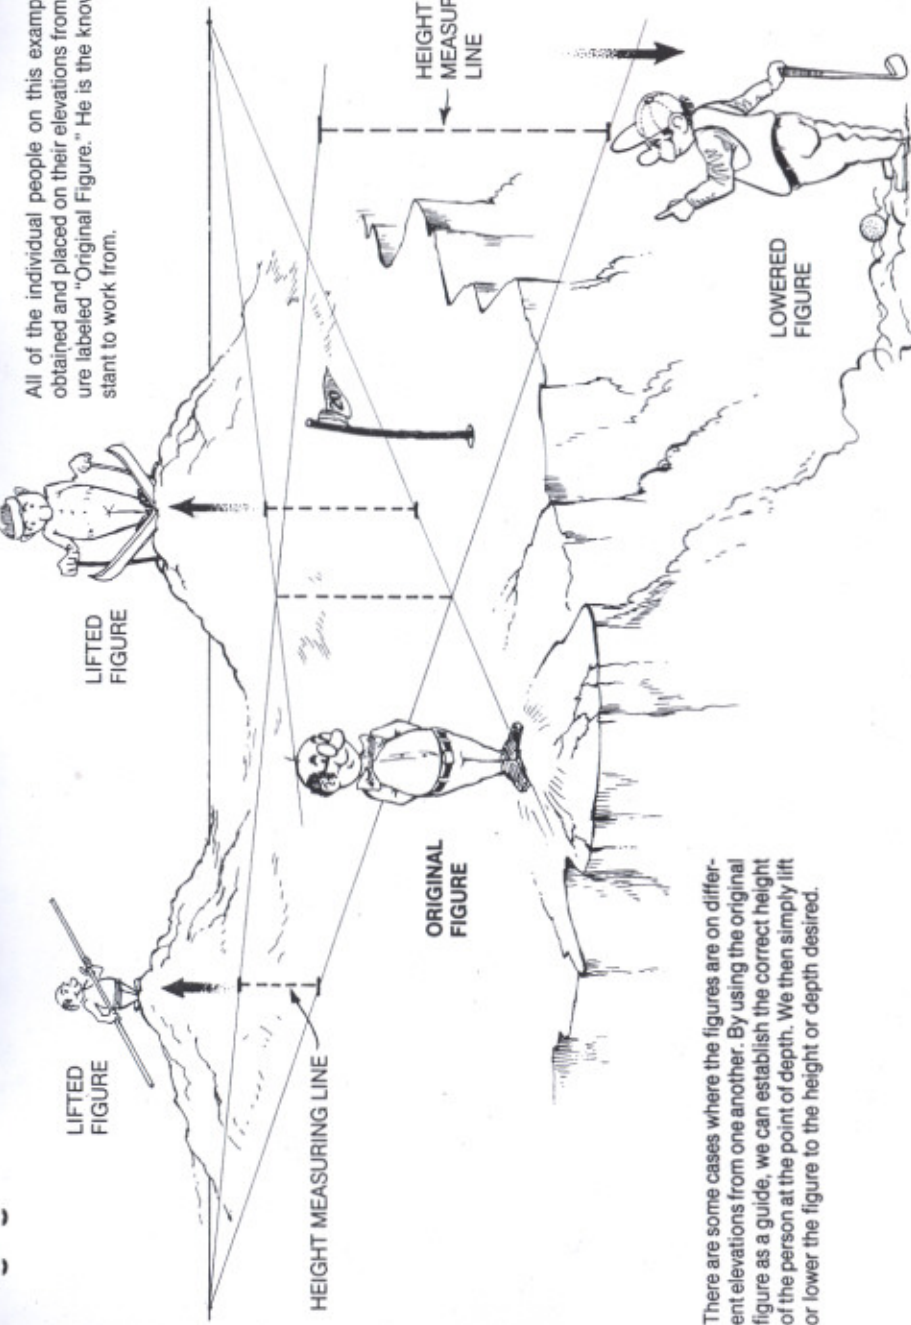 All of the individual people on this examp
obtained and placed on their elevations from
ure labeled "Original Figure." He is the know
stant to work from.
LIFTED
FIGURE
LIFTED
FIGURE
HEIGHT
MEASUR
LINE
20
HEIGHT MEASURING LINE
ORIGINAL
FIGURE
LOWERED
FIGURE
There are some cases where the figures are on differ-
ent elevations from one another. By using the original
figure as a guide, we can establish the correct height
of the person at the point of depth. We then simply lift
or lower the figure to the height or depth desired.